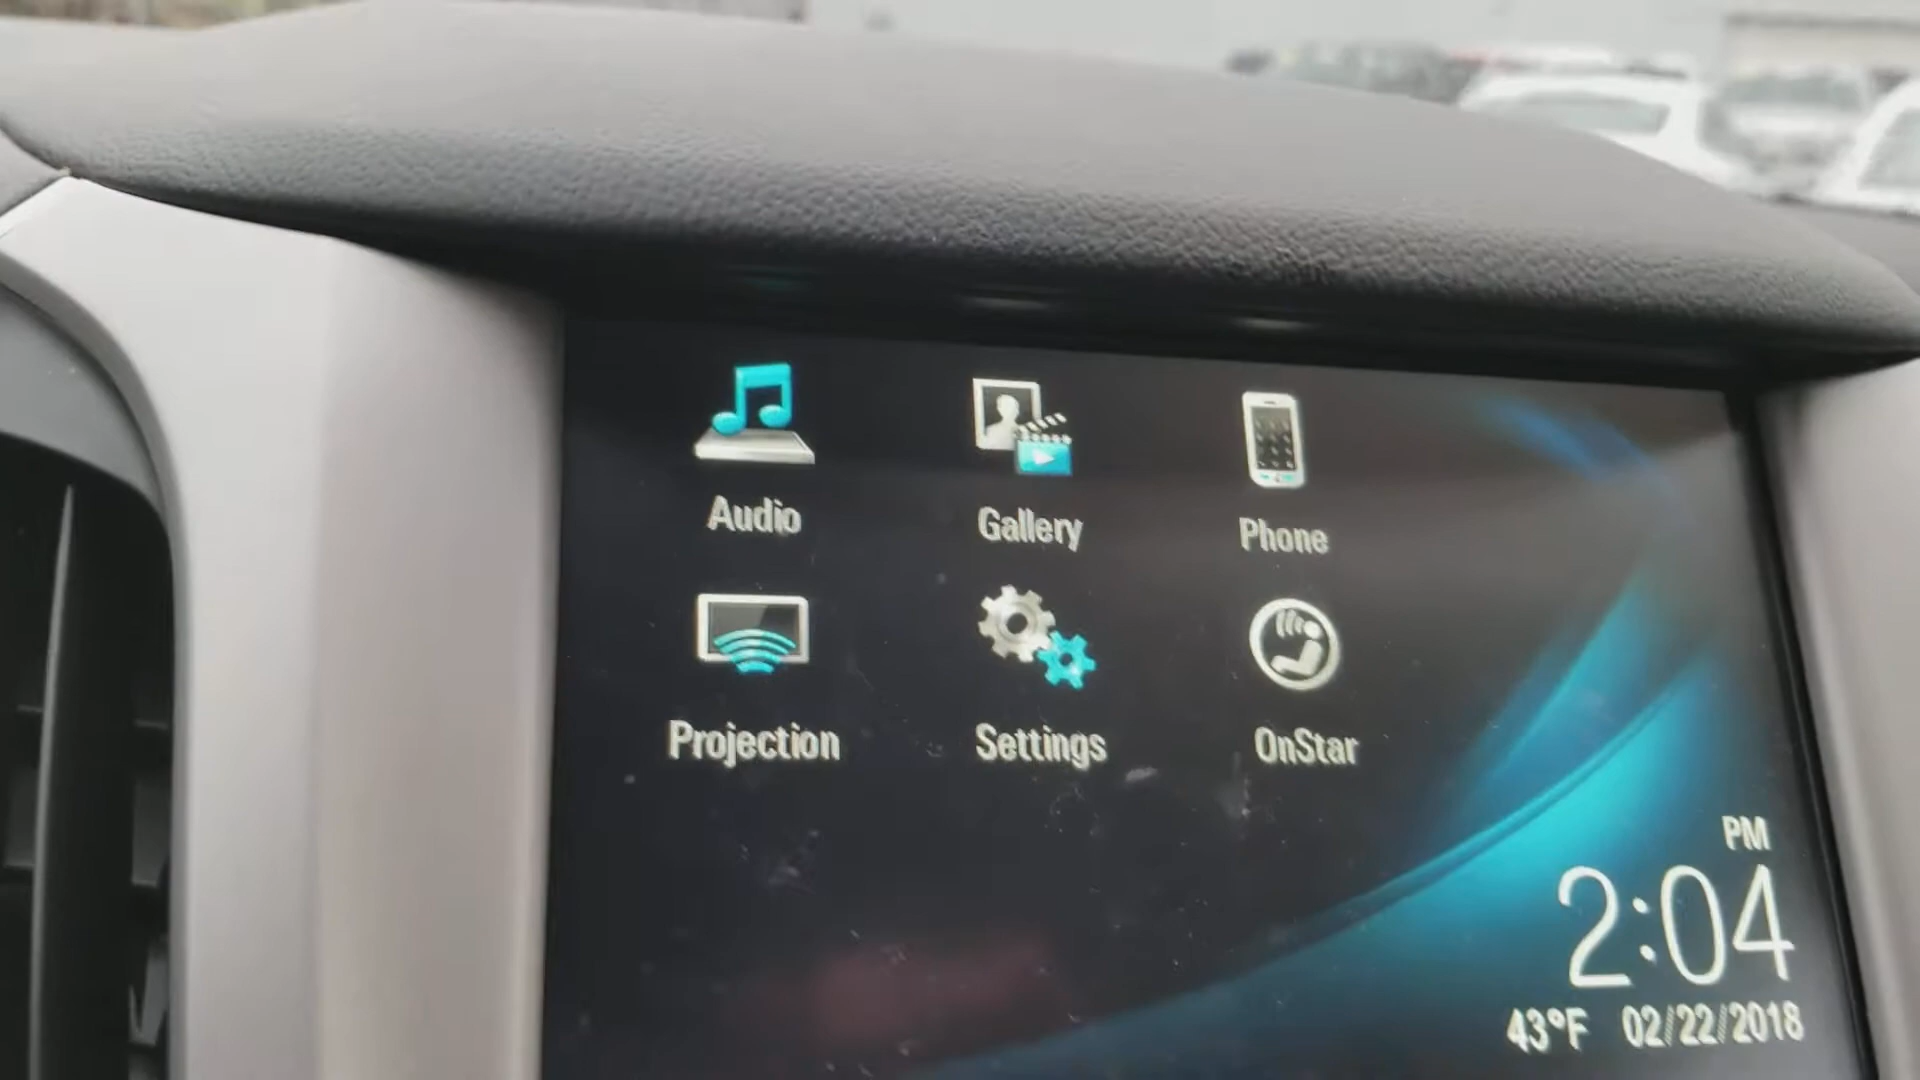 Audio
Gallery
Phone
Projection
Settings
OnStar
PM
2:04
43°F 02/22/2018